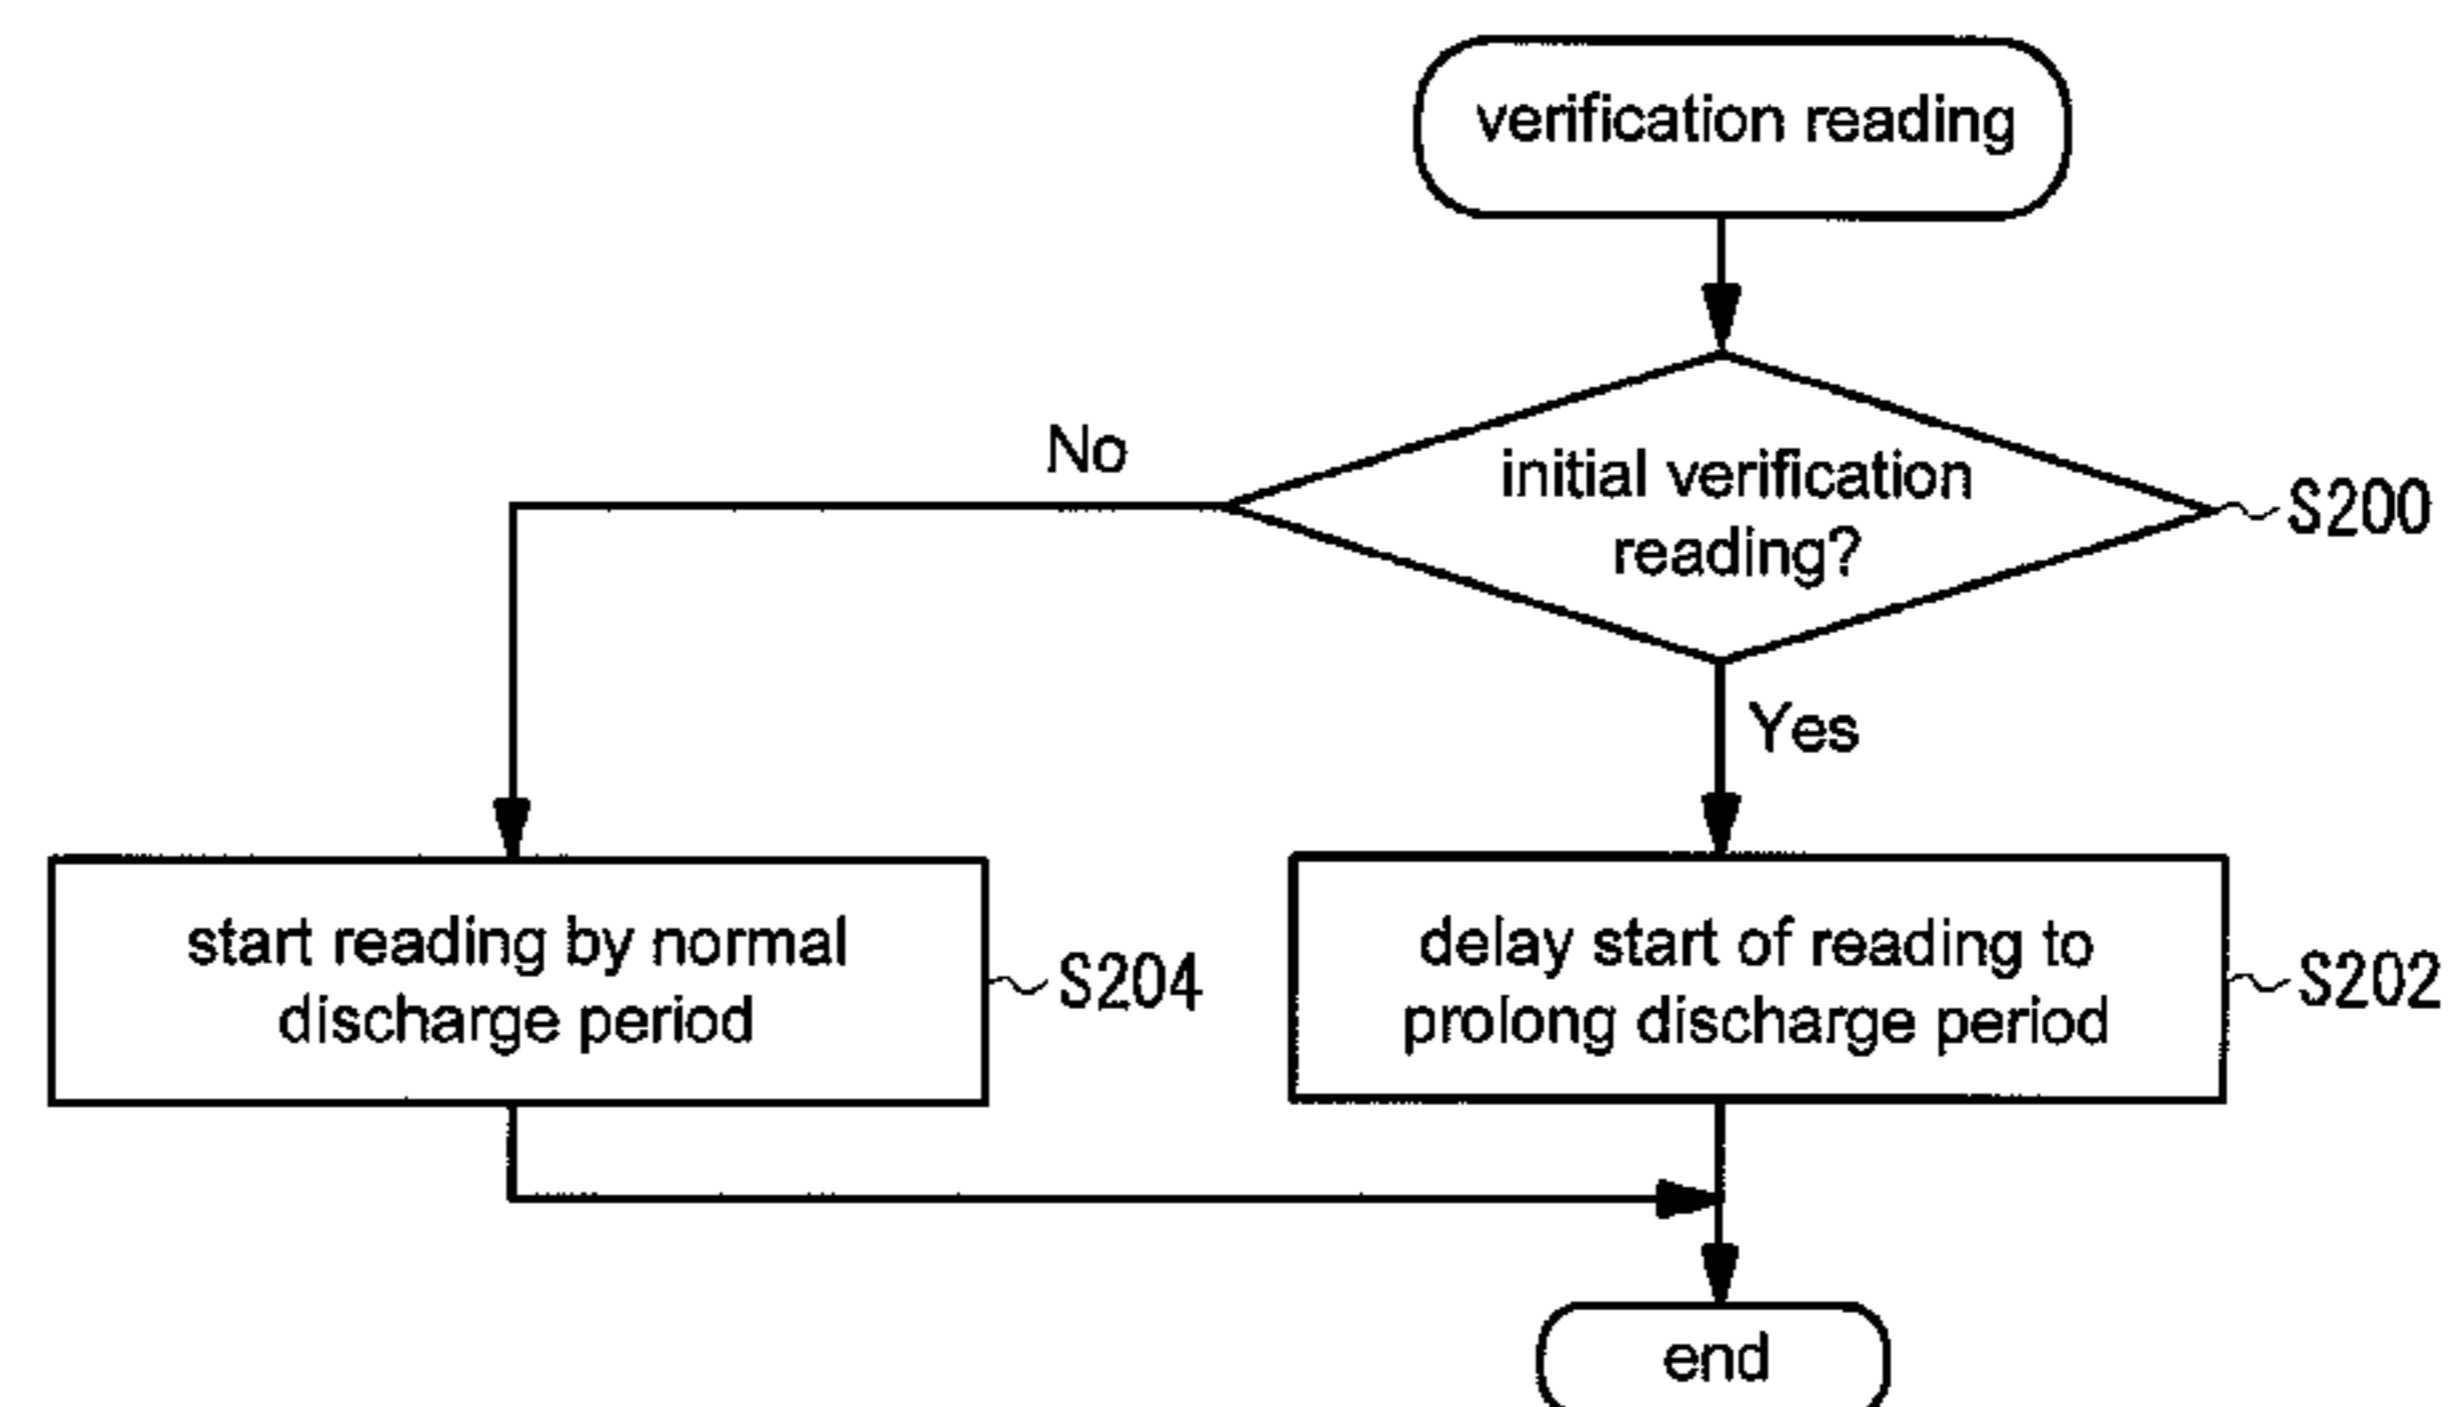 verification reading
No
initial verification
reading?
S200
Yes
start reading by normal
discharge period
S204
delay start of reading to
prolong discharge period
S202
end